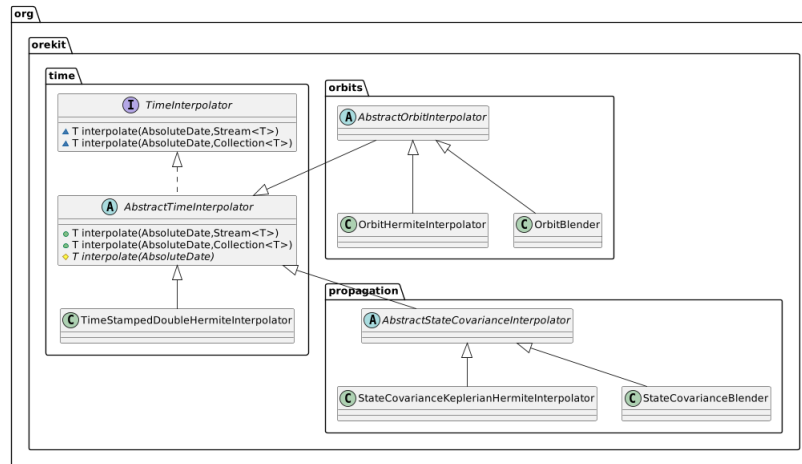 org
orekit
time
I TimeInterpolator
T interpolate(AbsoluteDate,Stream<T>)
T interpolate(AbsoluteDate,Collection<T>)
A AbstractTimeInterpolator
T interpolate(AbsoluteDate,Stream<T>)
T interpolate(AbsoluteDate,Collection<T>)
T interpolate(AbsoluteDate)
C TimeStampedDoubleHermiteInterpolator
orbits
A AbstractOrbitInterpolator
C OrbitHermiteInterpolator
C OrbitBlender
propagation
A AbstractStateCovarianceInterpolator
C StateCovarianceKeplerianHermiteInterpolator
C StateCovarianceBlender